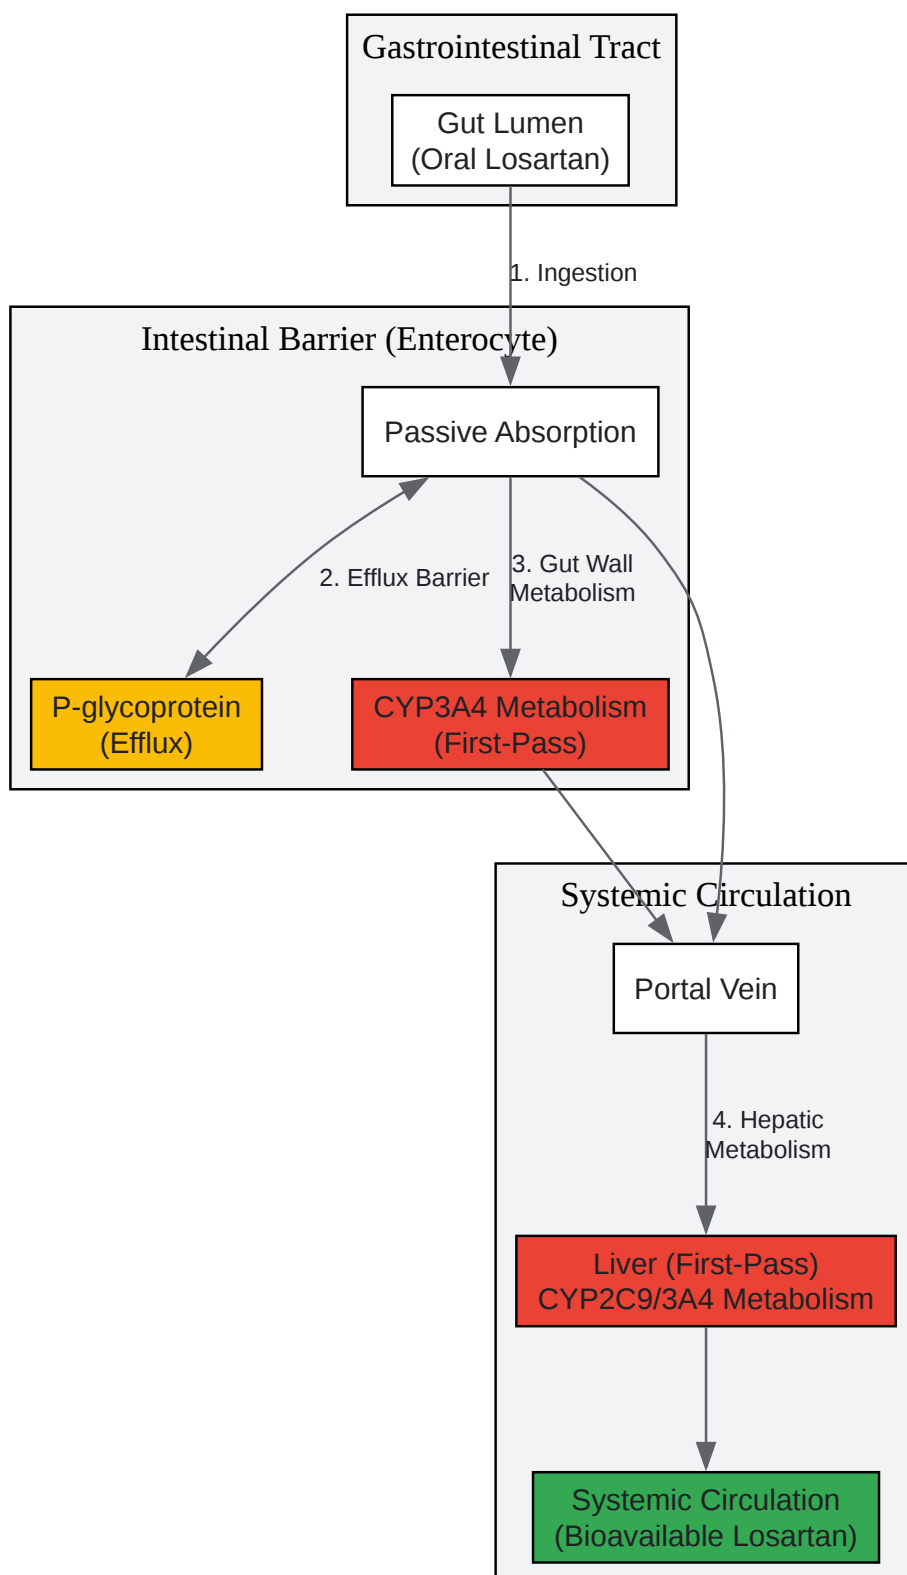 Gastrointestinal Tract
Gut Lumen
(Oral Losartan)
1. Ingestion
Intestinal Barrier (Enterocyte)
Passive Absorption
2. Efflux Barrier
3. Gut Wall
Metabolism
P-glycoprotein
(Efflux)
CYP3A4 Metabolism
(First-Pass)
Systemic Circulation
Portal Vein
4. Hepatic
Metabolism
Liver (First-Pass)
CYP2C9/3A4 Metabolism
Systemic Circulation
(Bioavailable Losartan)